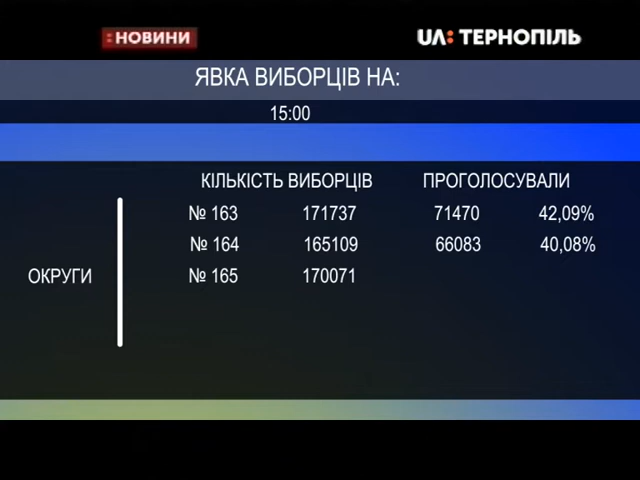 :НОВИНИ
UA: ТЕРНОПІЛЬ
ЯВКА ВИБОРЦІВ НА:
15:00
КІЛЬКІСТЬ ВИБОРЦІВ ПРОГОЛОСУВАЛИ
№ 163 171737 71470 42,09%
№ 164 165109 66083 40,08%
ОКРУГИ № 165 170071